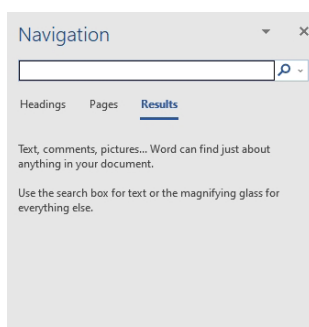 Navigation
Headings Pages Results
Text, comments, pictures... Word can find just about
anything in your document.
Use the search box for text or the magnifying glass for
everything else.